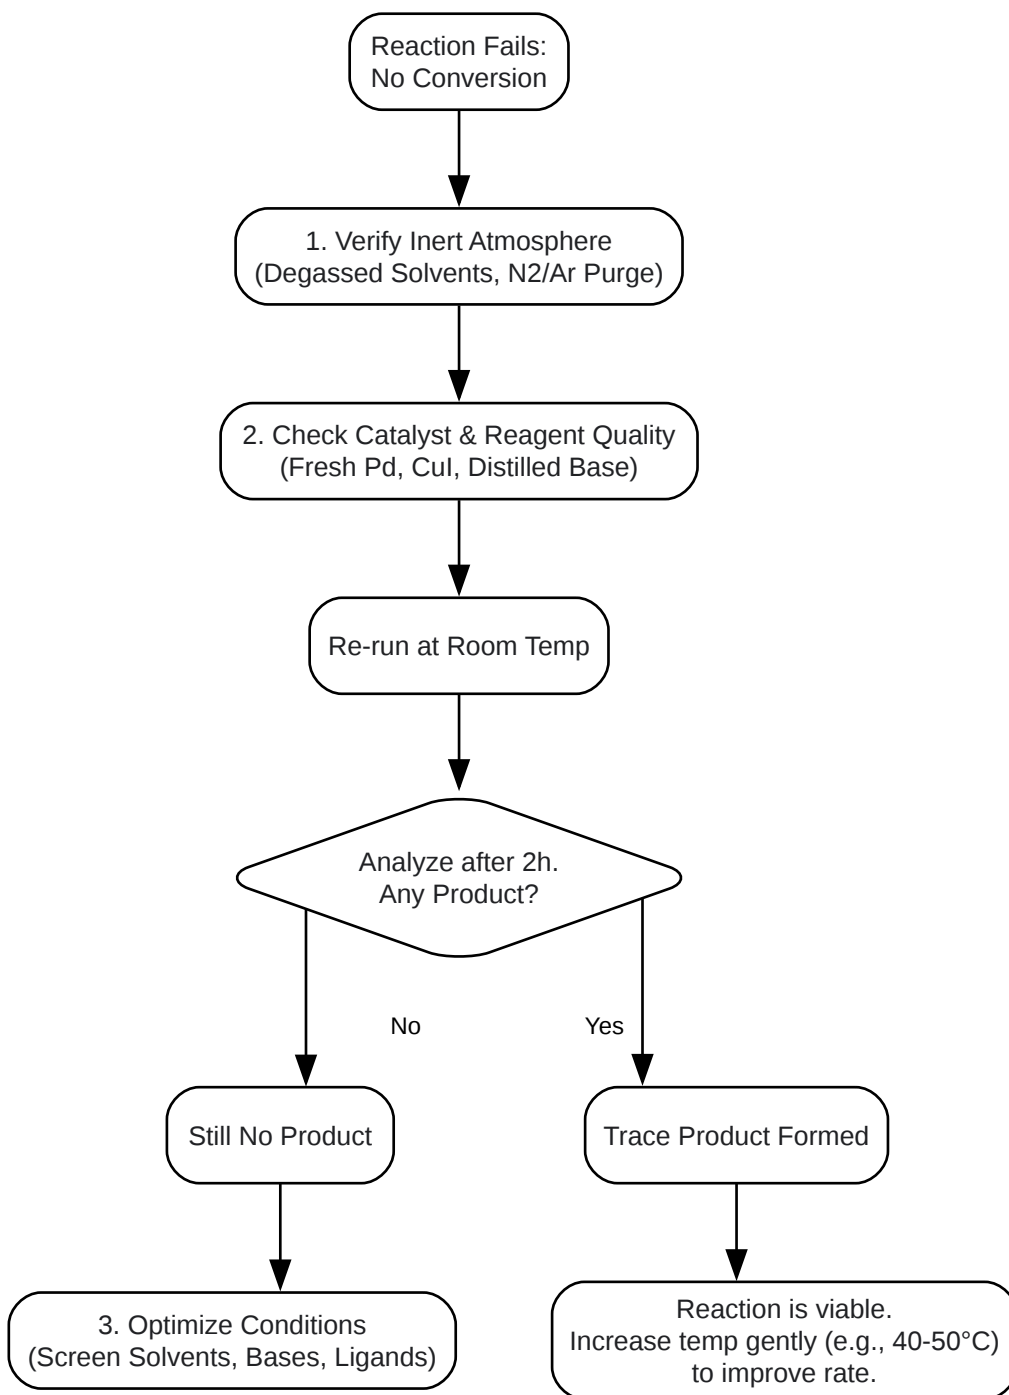 Reaction Fails:
No Conversion
1. Verify Inert Atmosphere
(Degassed Solvents, N2/Ar Purge)
2. Check Catalyst & Reagent Quality
(Fresh Pd, CuI, Distilled Base)
Re-run at Room Temp
Analyze after 2h.
Any Product?
No
Yes
Still No Product
Trace Product Formed
3. Optimize Conditions
(Screen Solvents, Bases, Ligands)
Reaction is viable.
Increase temp gently (e.g., 40-50°C)
to improve rate.